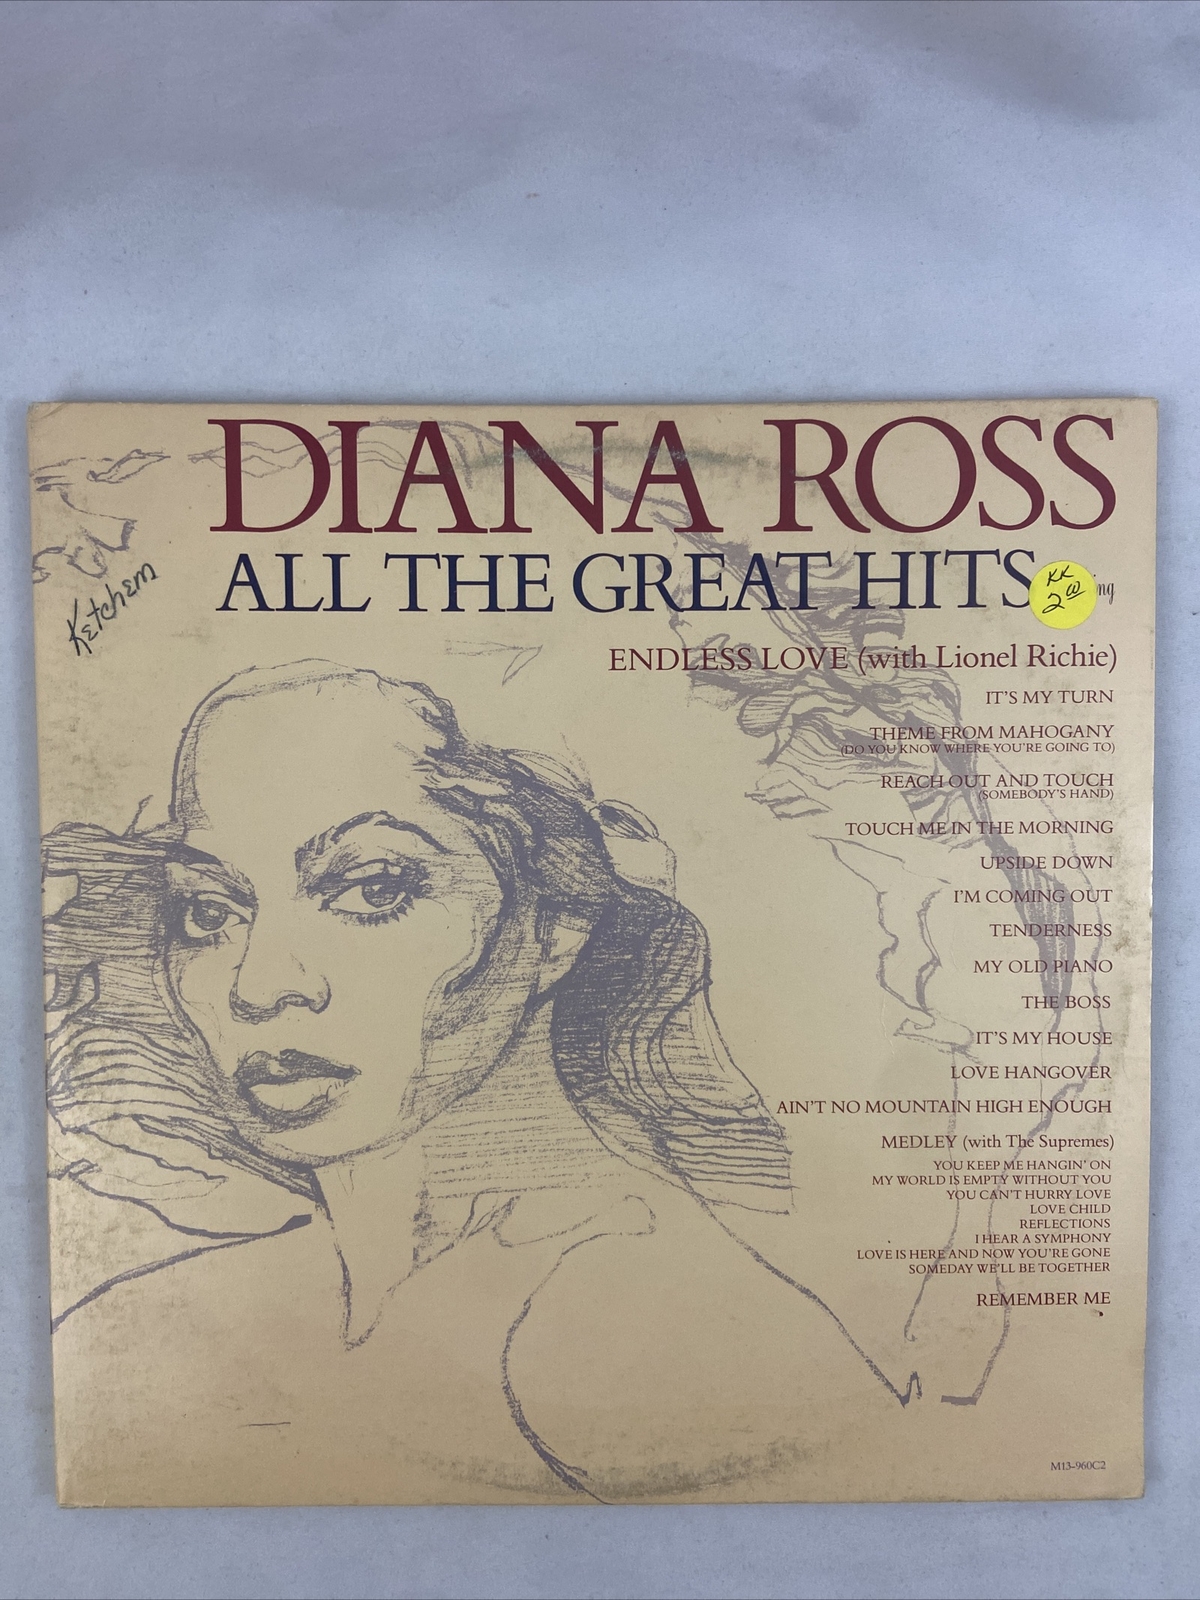 DIANA ROSS
ALL THE GREAT HITS
KK
2 00
ng
Ketchem
ENDLESS LOVE (with Lionel Richie)
IT'S MY TURN
THEME FROM MAHOGANY
(DO YOU KNOW WHERE YOU'RE GOING TO)
REACH OUT AND TOUCH
(SOMEBODY'S HAND)
TOUCH ME IN THE MORNING
UPSIDE DOWN
I'M COMING OUT
TENDERNESS
MY OLD PIANO
THE BOSS
IT'S MY HOUSE
LOVE HANGOVER
AIN'T NO MOUNTAIN HIGH ENOUGH
MEDLEY (with The Supremes)
YOU KEEP ME HANGIN' ON
MY WORLD IS EMPTY WITHOUT YOU
YOU CAN'T HURRY LOVE
LOVE CHILD
REFLECTIONS
I HEAR A SYMPHONY
LOVE IS HERE AND NOW YOU'RE GONE
SOMEDAY WE'LL BE TOGETHER
REMEMBER ME
M13-960C2